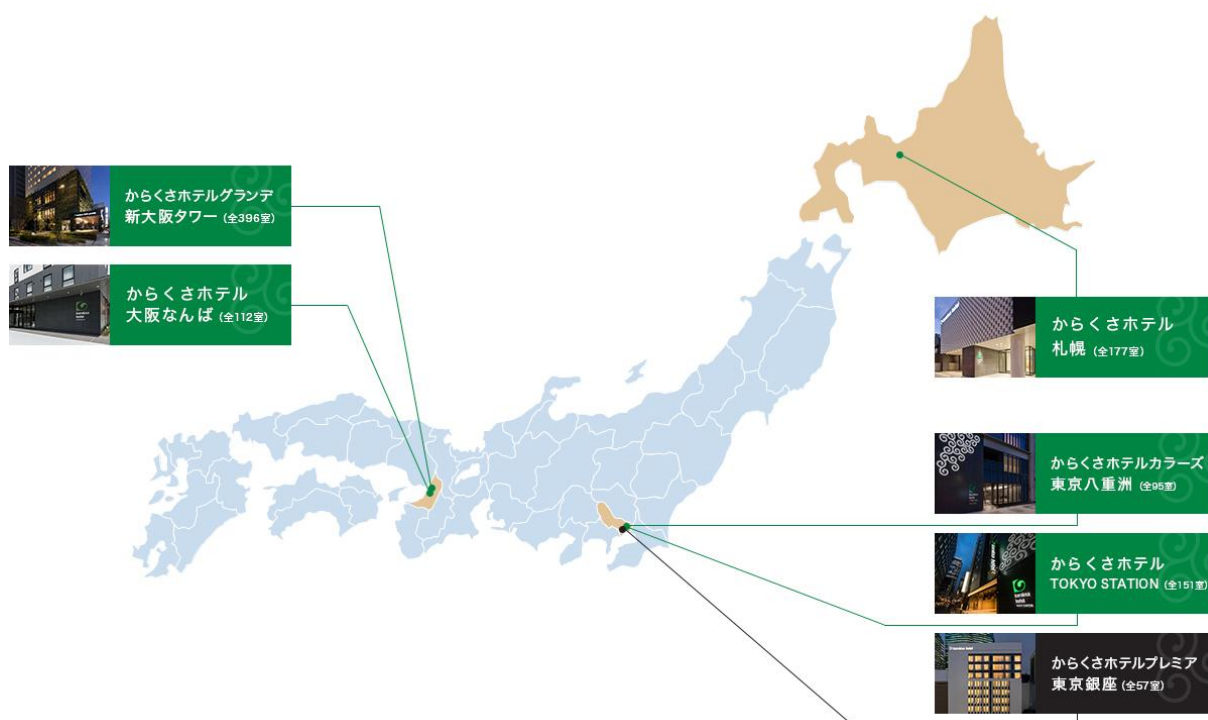 からくさホテルグランデ
新大阪タワー (全396室)
からくさホテル
大阪なんば (全112室)
からくさホテル
札幌 (全177室)
からくさホテルカラーズ
東京八重洲 (全95室)
からくさホテル
TOKYO STATION (全151室)
からくさホテルプレミア
東京銀座 (全57室)